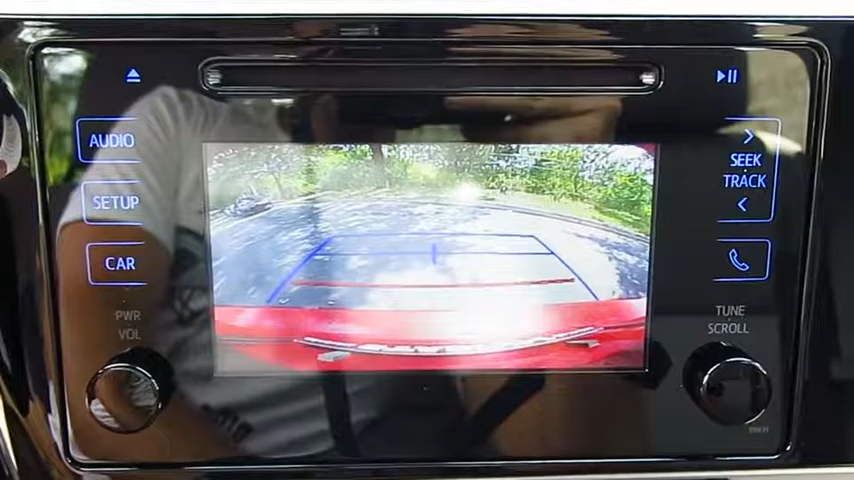 AUDIO
SETUP
CAR
PWR
VOL
SEEK
TRACK
TUNE
SCROLL